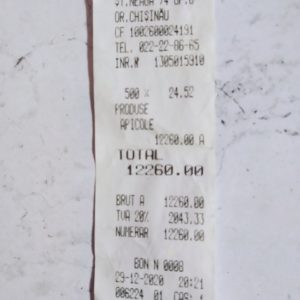 OR.CHIŞINĂU
CF 1002600024191
TEL. 022-22-86-65
INR.№ 1305015910
500 × 24.52
PRODUSE
APICOLE
12260.00 A
TOTAL
12260.00
BRUT A 12260.00
TVA 20% 2043.33
NUMERAR 12260.00
BON N 0008
29-12-2020 20:21
006224 01